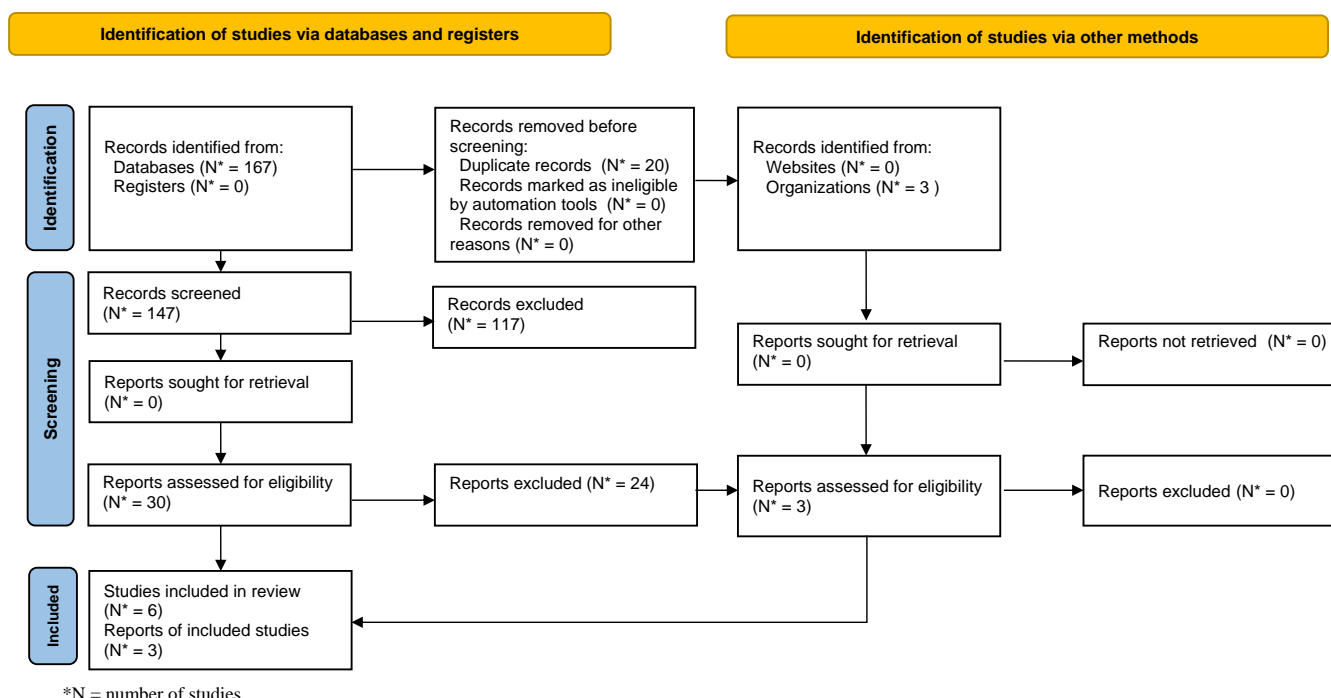 Identification of studies via databases and registers
Identification of studies via other methods
Identification
Records identified from:
Databases (N* = 167)
Registers (N* = 0)
Records removed before
screening:
Duplicate records (N* = 20)
Records marked as ineligible
by automation tools (N* = 0)
Records removed for other
reasons (N* = 0)
Records identified from:
Websites (N* = 0)
Organizations (N* = 3 )
Screening
Records screened
(N* = 147)
Records excluded
(N* = 117)
Reports sought for retrieval
(N* = 0)
Reports not retrieved (N* = 0)
Reports sought for retrieval
(N* = 0)
Reports assessed for eligibility
(N* = 30)
Reports excluded (N* = 24)
Reports assessed for eligibility
(N* = 3)
Reports excluded (N* = 0)
Included
Studies included in review
(N* = 6)
Reports of included studies
(N* = 3)
*N = number of studies